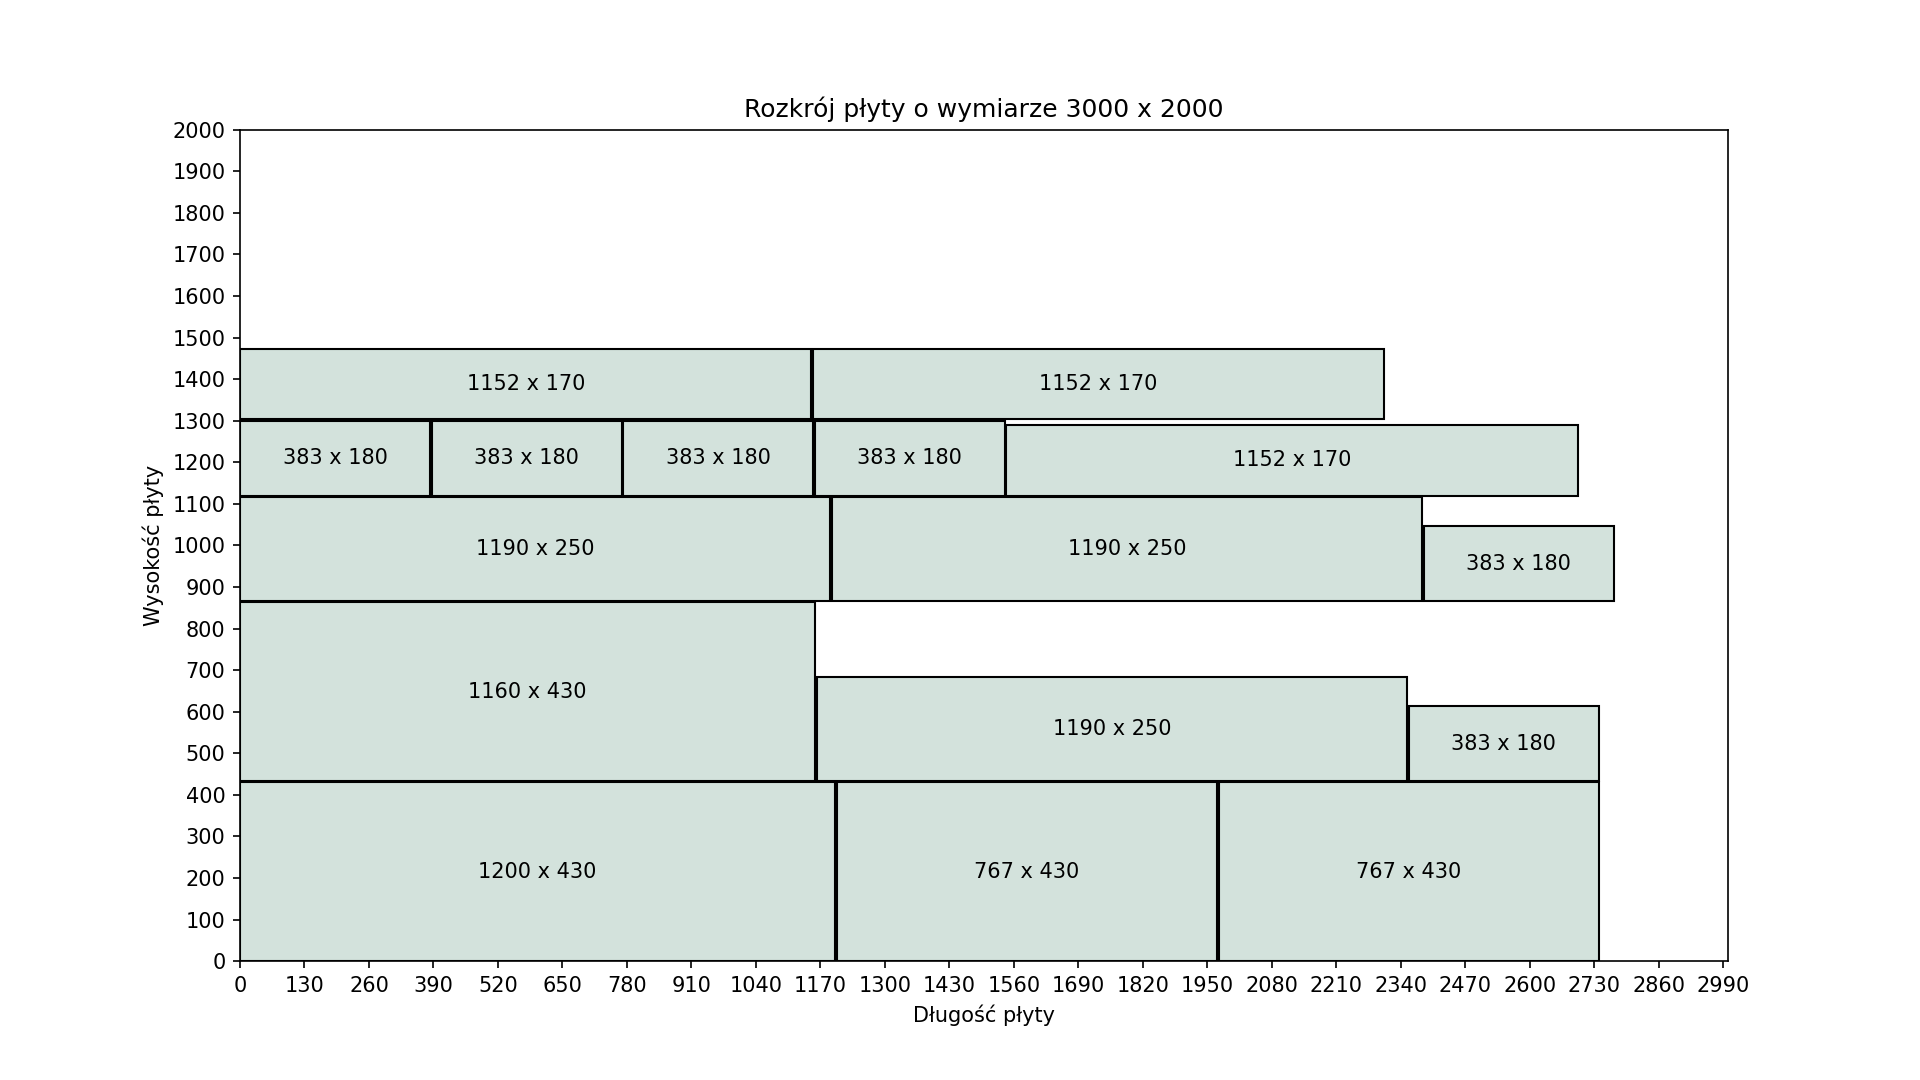 Rozkrój płyty o wymiarze 3000 x 2000
2000
1900
1800
1700
1600
1500
1400
1300
1200
1100
1000
900
800
700
600
500
400
300
200
100
0
Wysokość płyty
1152 x 170 1152 x 170
383 x 180 383 x 180 383 x 180 383 x 180 1152 x 170
1190 x 250 1190 x 250 383 x 180
1160 x 430 1190 x 250 383 x 180
1200 x 430 767 x 430 767 x 430
0 130 260 390 520 650 780 910 1040 1170 1300 1430 1560 1690 1820 1950 2080 2210 2340 2470 2600 2730 2860 2990
Długość płyty